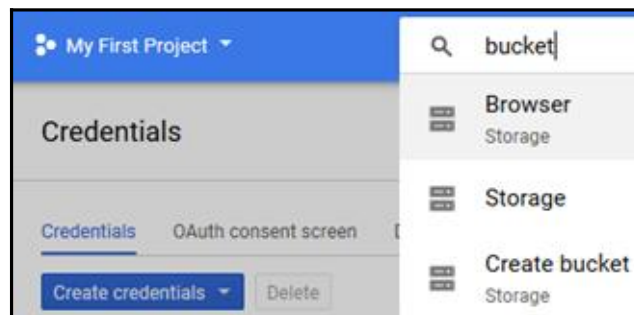 My First Project
bucket
Browser
Storage
Credentials
Storage
Credentials
OAuth consent screen
Create bucket
Storage
Create credentials
Delete